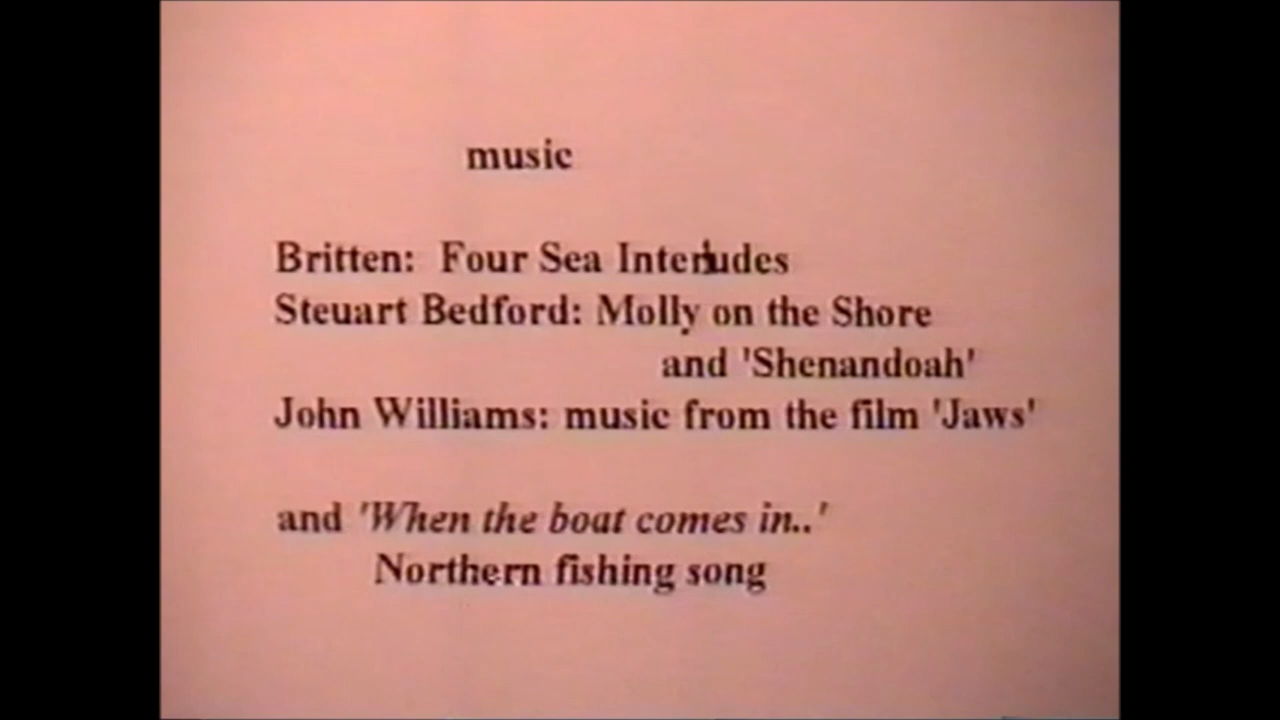 music
Britten: Four Sea Interludes
Steuart Bedford: Molly on the Shore
and 'Shenandoah'
John Williams: music from the film 'Jaws'
and 'When the boat comes in..'
Northern fishing song